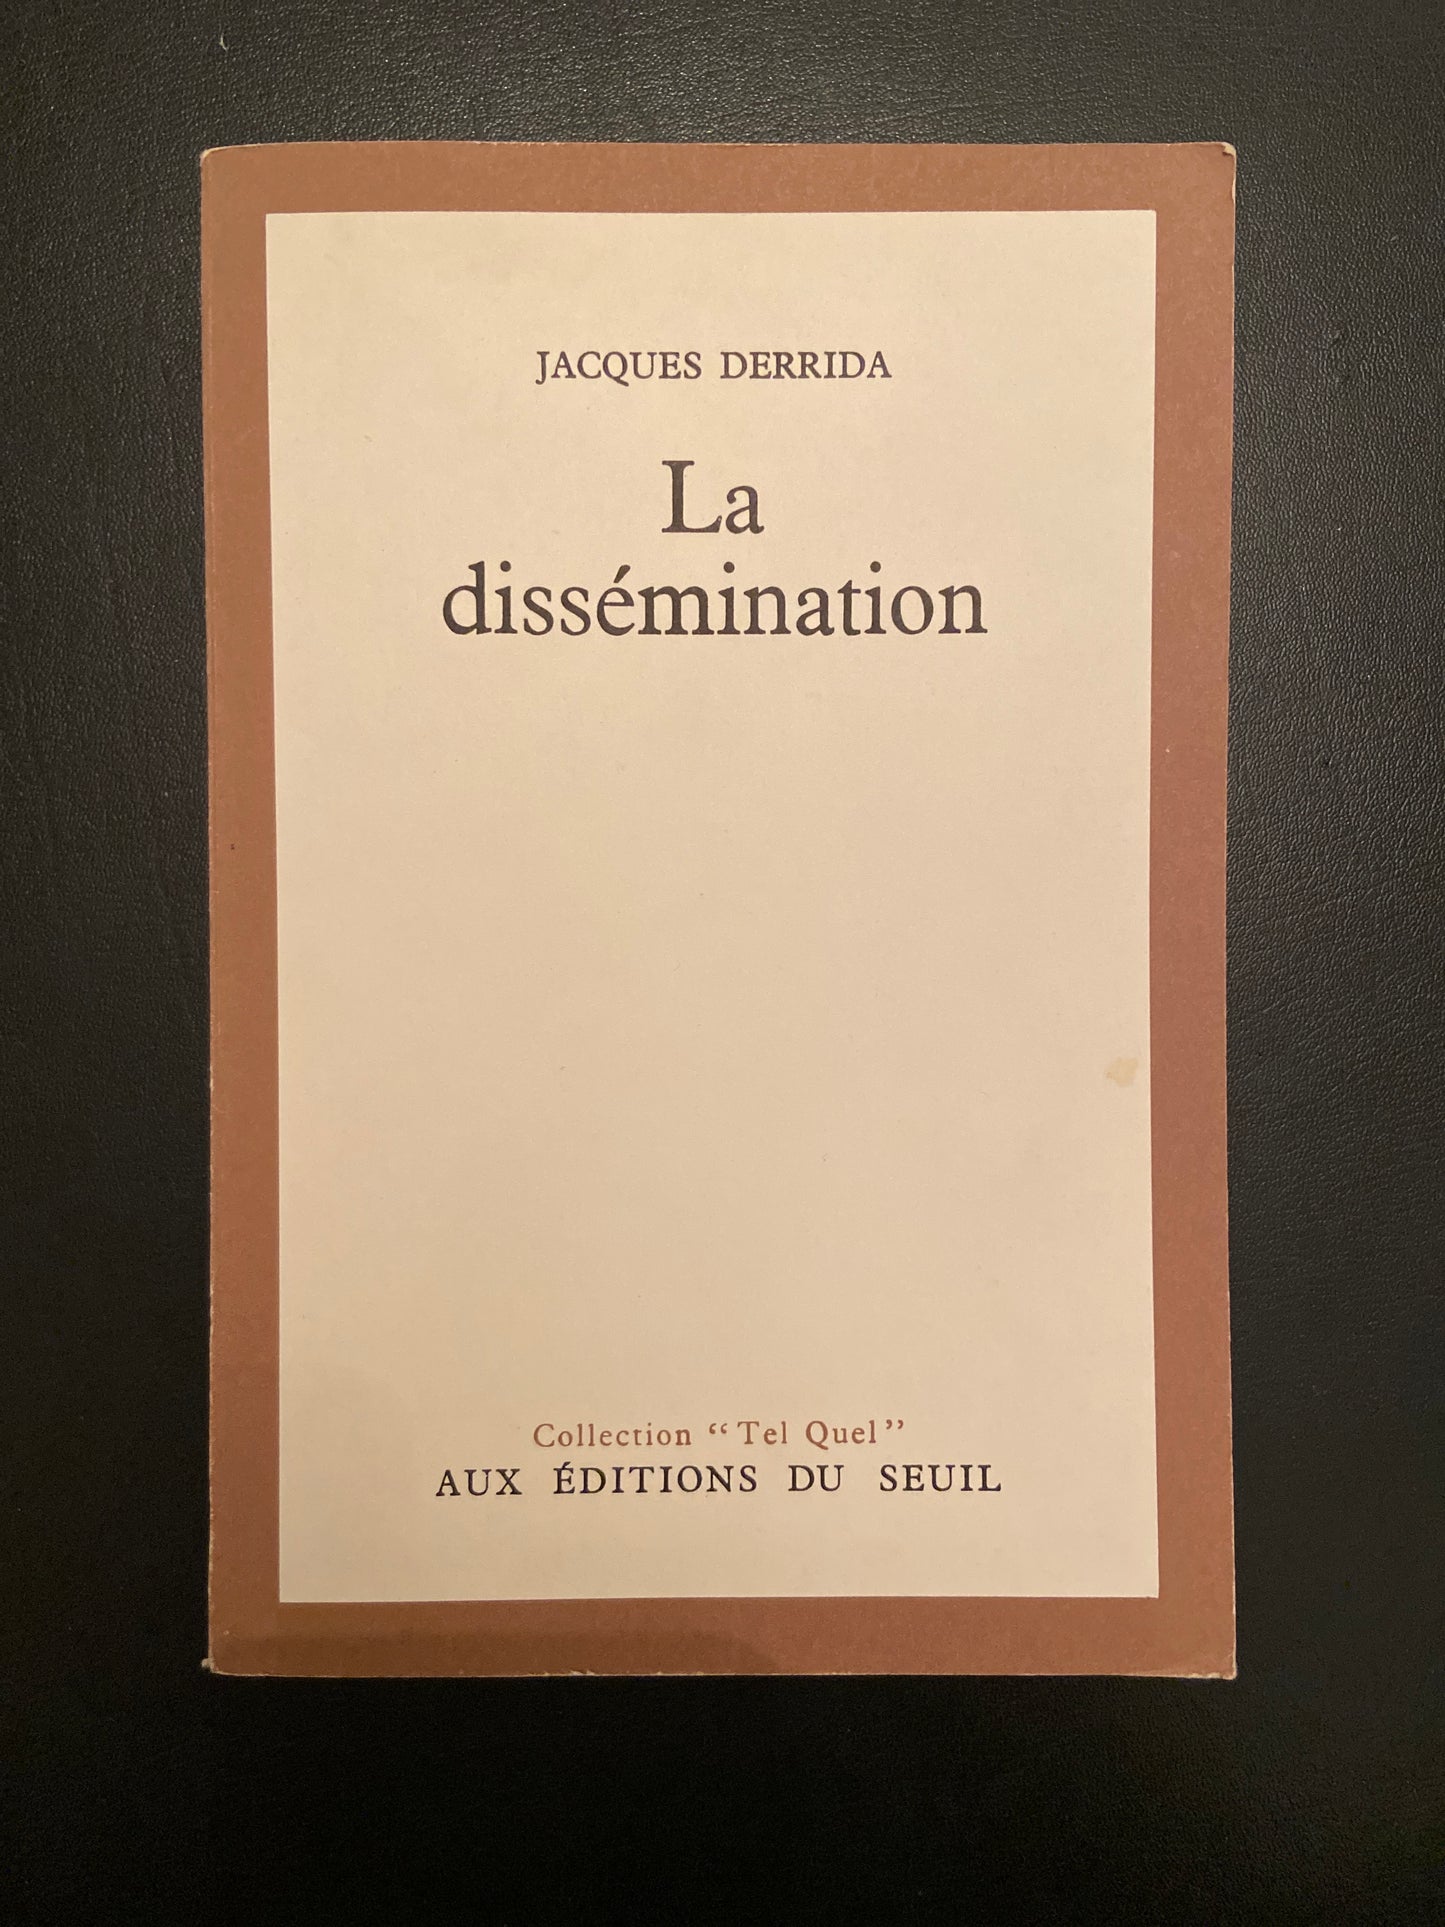 JACQUES DERRIDA
La
dissémination
Collection “Tel Quel”
AUX ÉDITIONS DU SEUIL